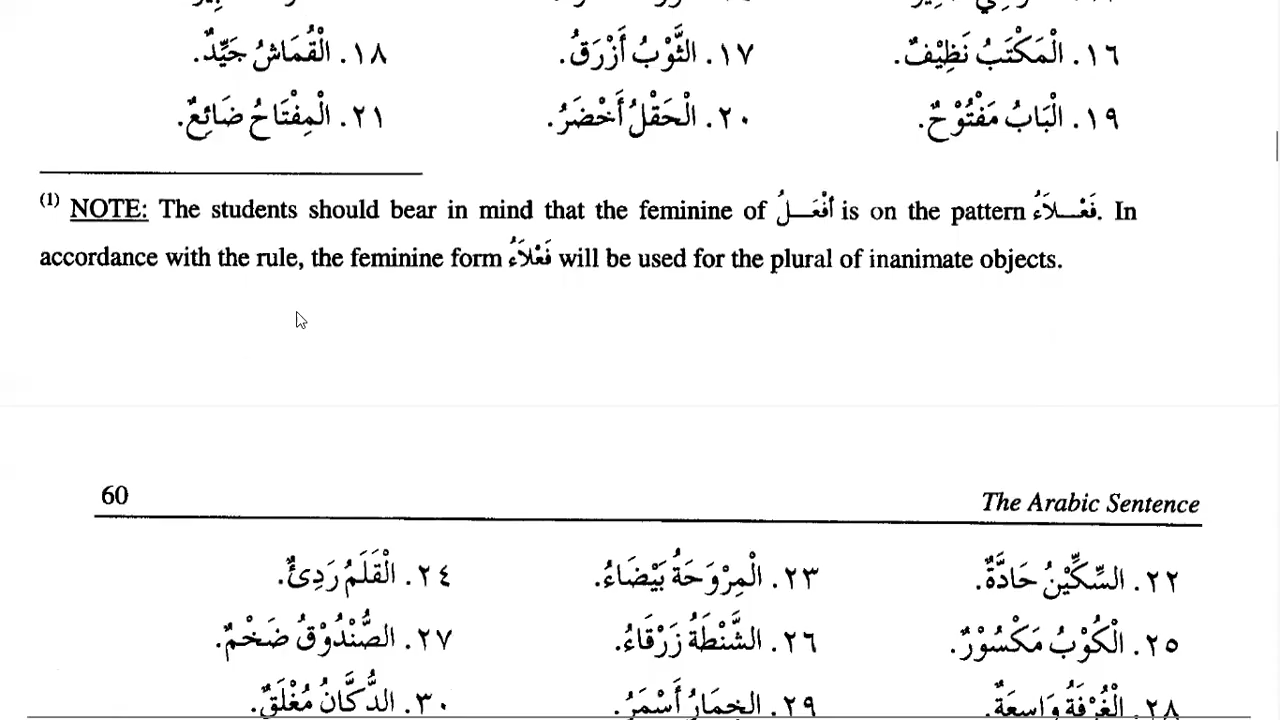 ١٦. الْمَكْتَبُ نَظِيْفٌ. ١٧. الثَّوْبُ أَزْرَقُ. ١٨. الْقُمَاشُ جَيِّدٌ.
١٩. الْبَابُ مَفْتُوْحٌ. ٢٠. الْحَقْلُ أَخْضَرُ. ٢١. الْمِفْتَاحُ ضَائِعٌ.
(1) NOTE: The students should bear in mind that the feminine of أَفْعَـــلُ is on the pattern فَعْـــلَاءُ. In
accordance with the rule, the feminine form فَعْلَاءُ will be used for the plural of inanimate objects.
60 The Arabic Sentence
٢٢. السِّكِّيْنُ حَادَّةٌ. ٢٣. الْمِرْوَحَةُ بَيْضَاءُ. ٢٤. الْقَلَمُ رَدِئٌ.
٢٥. الْكُوْبُ مَكْسُوْرٌ. ٢٦. الشَّنْطَةُ زَرْقَاءُ. ٢٧. الصُّنْدُوْقُ ضَخْمٌ.
٢٨. الْغُرْفَةُ وَاسِعَةٌ. ٢٩. الْخِمَارُ أَسْمَرُ. ٣٠. الدُّكَّانُ مُغْلَقٌ.